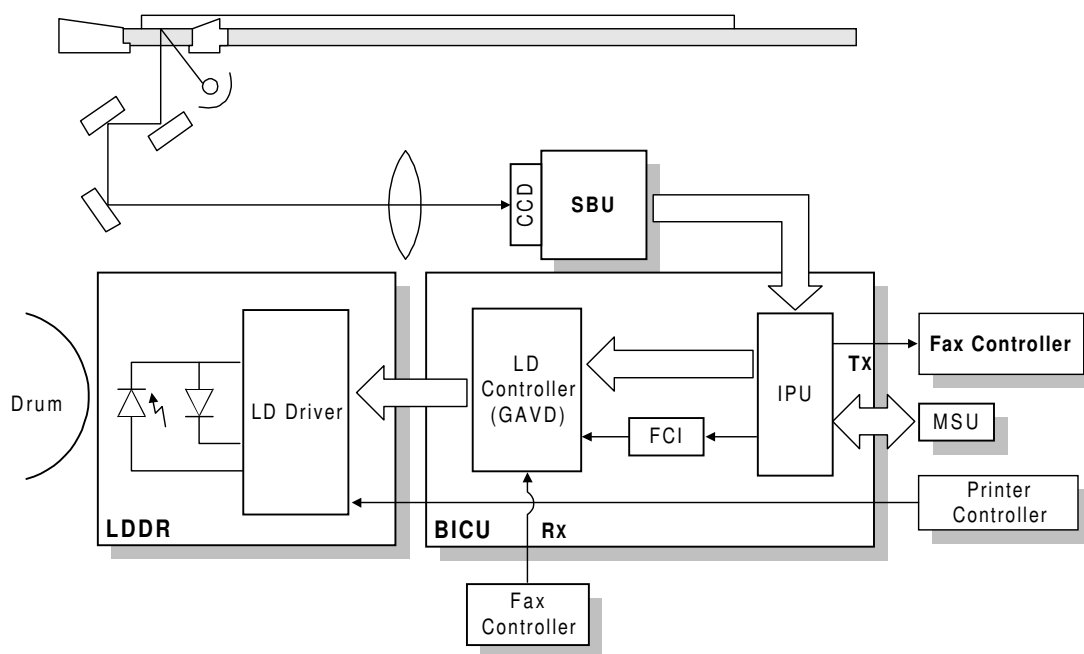 CCD
SBU
Drum
LD Driver
LDDR
LD
Controller
(GAVD)
FCI
IPU
BICU
Tx
Fax Controller
MSU
Printer
Controller
Rx
Fax
Controller